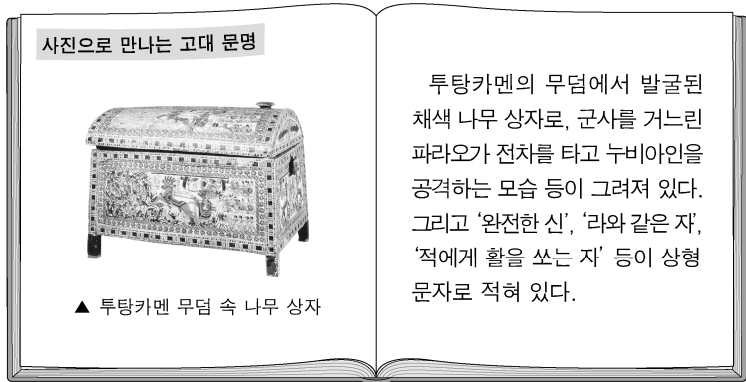 사진으로 만나는 고대 문명
▲ 투탕카멘 무덤 속 나무 상자
투탕카멘의 무덤에서 발굴된
채색 나무 상자로, 군사를 거느린
파라오가 전차를 타고 누비아인을
공격하는 모습 등이 그려져 있다.
그리고 ‘완전한 신’, ‘라와 같은 자’,
‘적에게 활을 쏘는 자’ 등이 상형
문자로 적혀 있다.